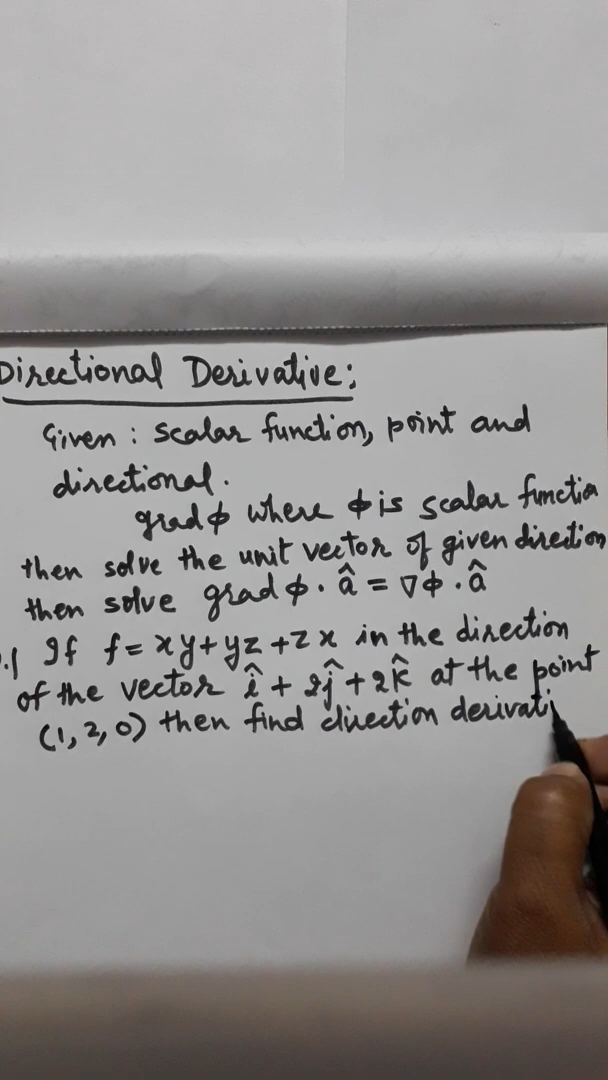 Directional Derivative:
Given: scalar function, point and
directional.
grad ϕ where ϕ is scalar function
then solve the unit vector of given direction
then solve grad ϕ . â = ∇ϕ . â
If f = xy + yz + zx in the direction
of the vector î + 2ĵ + 2k̂ at the point
(1, 2, 0) then find direction derivati